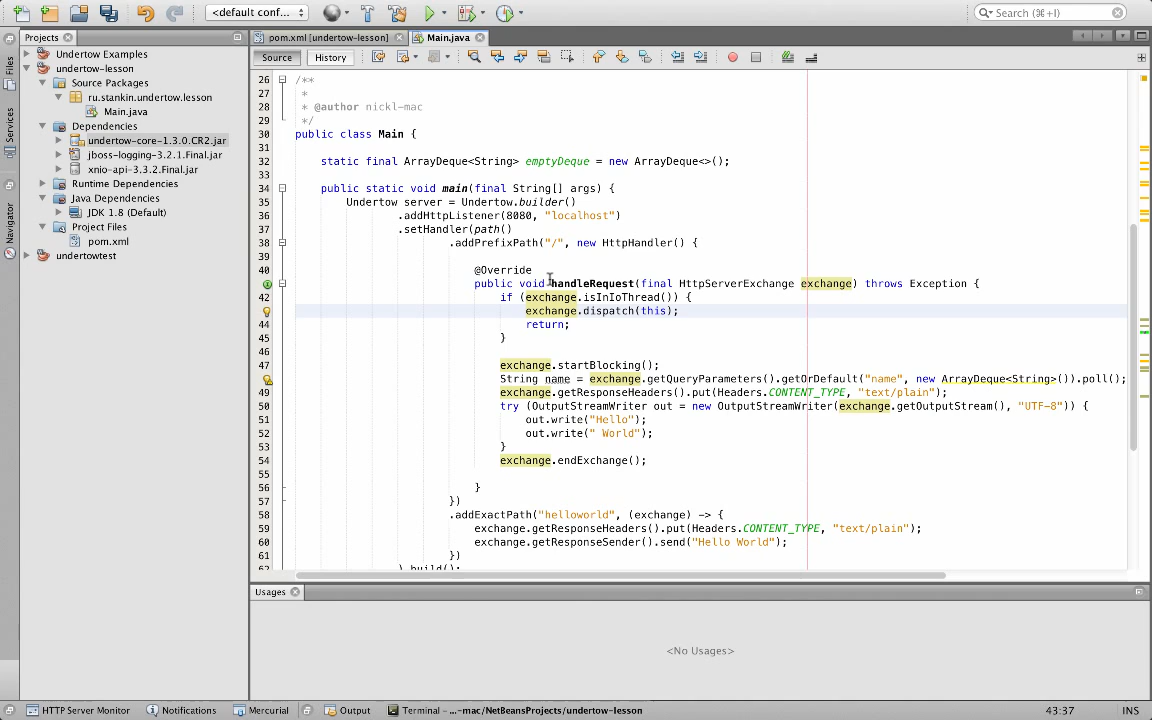 <default conf...
Search (⌘+I)
Projects
pom.xml [undertow-lesson]
Main.java
Files
Services
Navigator
Undertow Examples
undertow-lesson
Source Packages
ru.stankin.undertow.lesson
Main.java
Dependencies
undertow-core-1.3.0.CR2.jar
jboss-logging-3.2.1.Final.jar
xnio-api-3.3.2.Final.jar
Runtime Dependencies
Java Dependencies
JDK 1.8 (Default)
Project Files
pom.xml
undertowtest
Source
History
26 /**
27 *
28 * @author nickl-mac
29 */
30 public class Main {
31
32 static final ArrayDeque<String> emptyDeque = new ArrayDeque<>();
33
34 public static void main(final String[] args) {
35 Undertow server = Undertow.builder()
36 .addHttpListener(8080, "localhost")
37 .setHandler(path()
38 .addPrefixPath("/", new HttpHandler() {
39
40 @Override
public void handleRequest(final HttpServerExchange exchange) throws Exception {
42 if (exchange.isInIoThread()) {
exchange.dispatch(this);
44 return;
45 }
46
47 exchange.startBlocking();
String name = exchange.getQueryParameters().getOrDefault("name", new ArrayDeque<String>()).poll();
49 exchange.getResponseHeaders().put(Headers.CONTENT_TYPE, "text/plain");
50 try (OutputStreamWriter out = new OutputStreamWriter(exchange.getOutputStream(), "UTF-8")) {
51 out.write("Hello");
52 out.write(" World");
53 }
54 exchange.endExchange();
55
56 }
57 })
58 .addExactPath("helloworld", (exchange) -> {
59 exchange.getResponseHeaders().put(Headers.CONTENT_TYPE, "text/plain");
60 exchange.getResponseSender().send("Hello World");
61 })
62 ).build();
Usages
<No Usages>
HTTP Server Monitor
Notifications
Mercurial
Output
Terminal - ...-mac/NetBeansProjects/undertow-lesson
43:37
INS